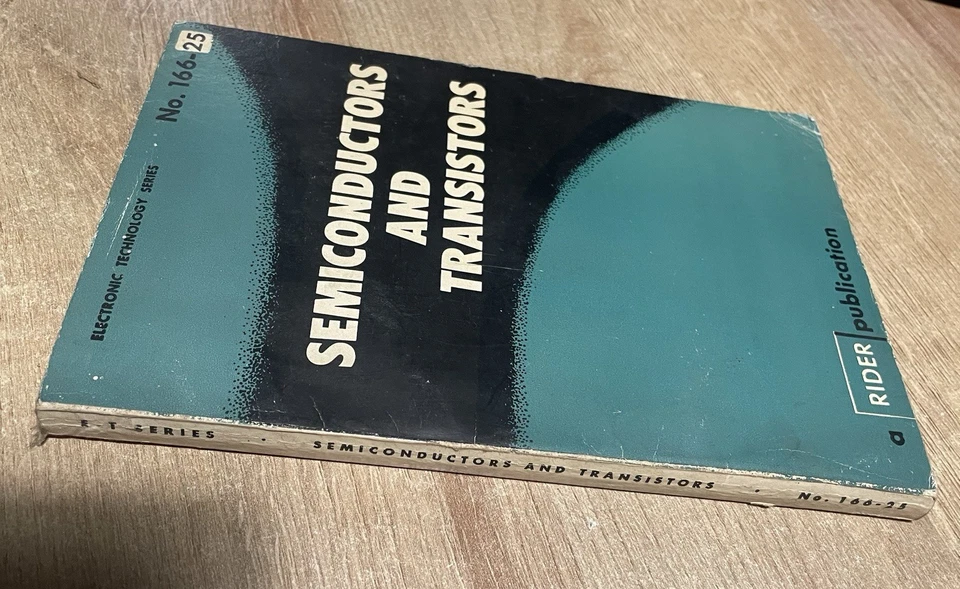 ELECTRONIC TECHNOLOGY SERIES No. 166-25
SEMICONDUCTORS
AND
TRANSISTORS
a RIDER publication
E T SERIES . . SEMICONDUCTORS AND TRANSISTORS . No. 166-25